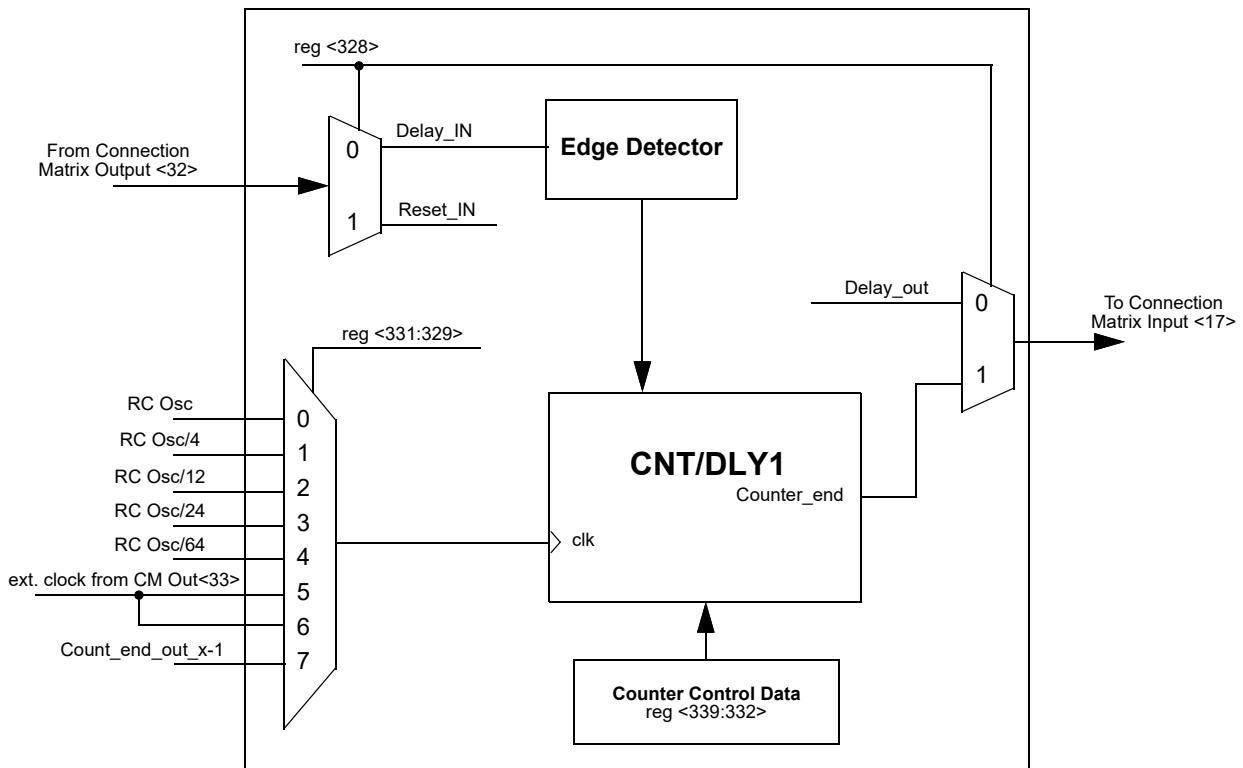 reg <328>
From Connection
Matrix Output <32>
0
1
Delay_IN
Reset_IN
Edge Detector
Delay_out
0
1
To Connection
Matrix Input <17>
reg <331:329>
RC Osc
RC Osc/4
RC Osc/12
RC Osc/24
RC Osc/64
ext. clock from CM Out<33>
Count_end_out_x-1
0
1
2
3
4
5
6
7
CNT/DLY1
Counter_end
clk
Counter Control Data
reg <339:332>